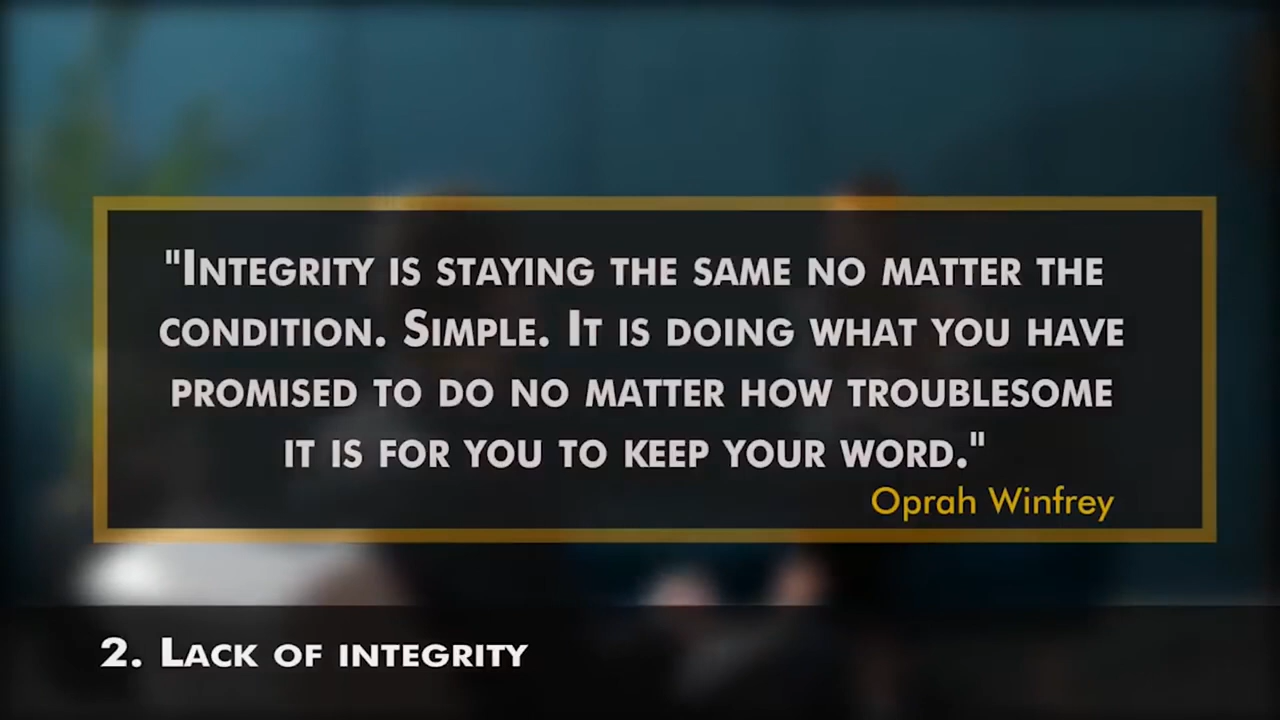 "Integrity is staying the same no matter the
condition. Simple. It is doing what you have
promised to do no matter how troublesome
it is for you to keep your word."
Oprah Winfrey
2. Lack of integrity